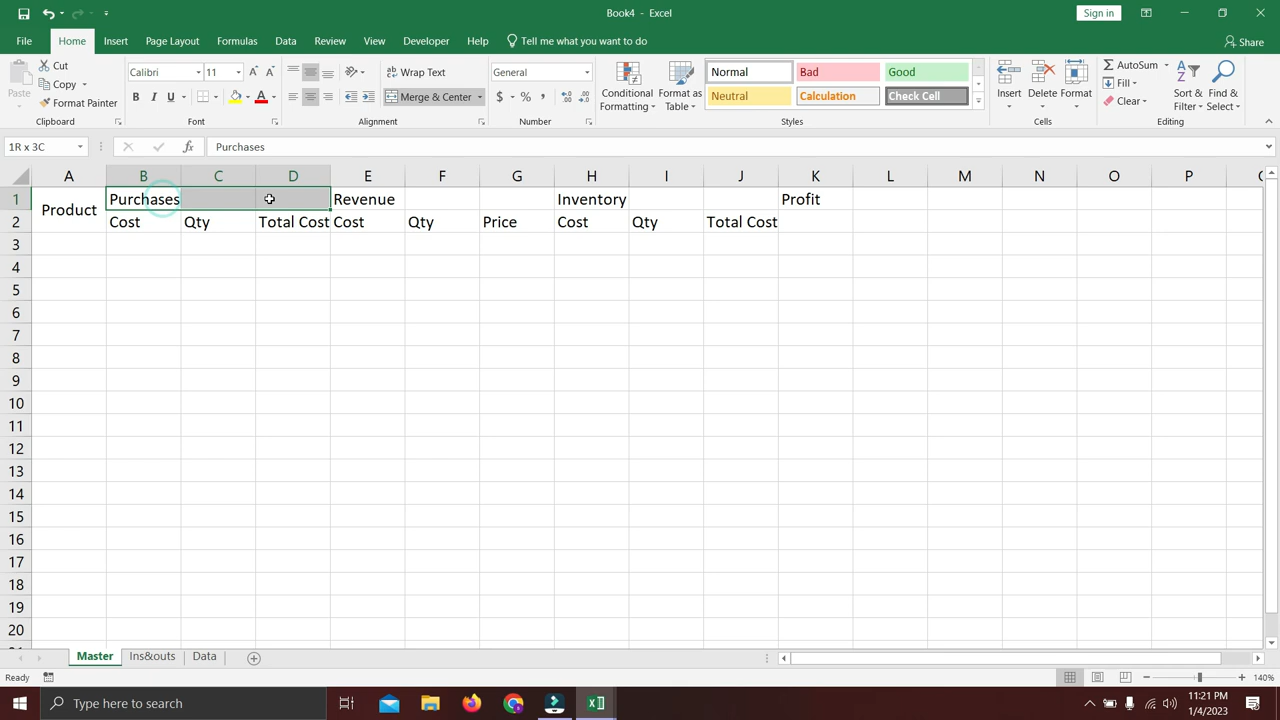 Book4 - Excel
Sign in
File Home Insert Page Layout Formulas Data Review View Developer Help Tell me what you want to do Share
Paste
Cut
Copy
Format Painter
Clipboard
Calibri 11
B I U
Font
Wrap Text
Merge & Center
Alignment
General
$ % ,
Number
Conditional Formatting
Format as Table
Normal Bad Good
Neutral Calculation Check Cell
Styles
Insert Delete Format
Cells
AutoSum
Fill
Clear
Sort & Filter
Find & Select
Editing
1R x 3C fx Purchases
A B C D E F G H I J K L M N O P
1 Product Purchases Revenue Inventory Profit
2 Cost Qty Total Cost Cost Qty Price Cost Qty Total Cost
3
4
5
6
7
8
9
10
11
12
13
14
15
16
17
18
19
20
Master Ins&outs Data
Ready 140%
Type here to search
11:21 PM
1/4/2023